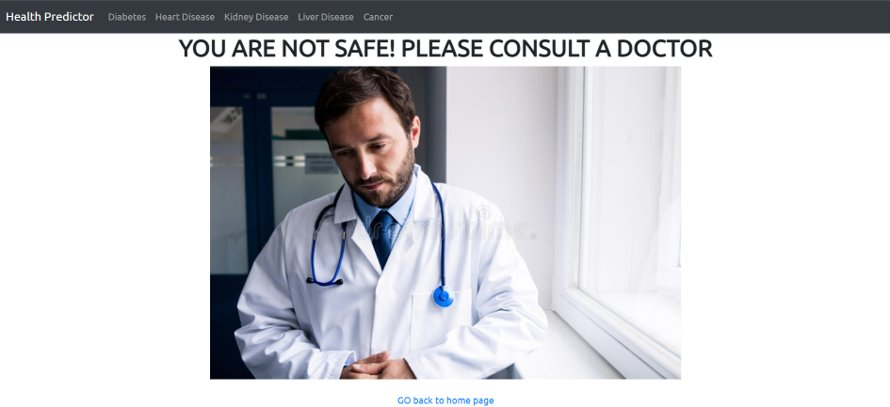 Health Predictor Diabetes Heart Disease Kidney Disease Liver Disease Cancer
YOU ARE NOT SAFE! PLEASE CONSULT A DOCTOR
dreamstime.
GO back to home page